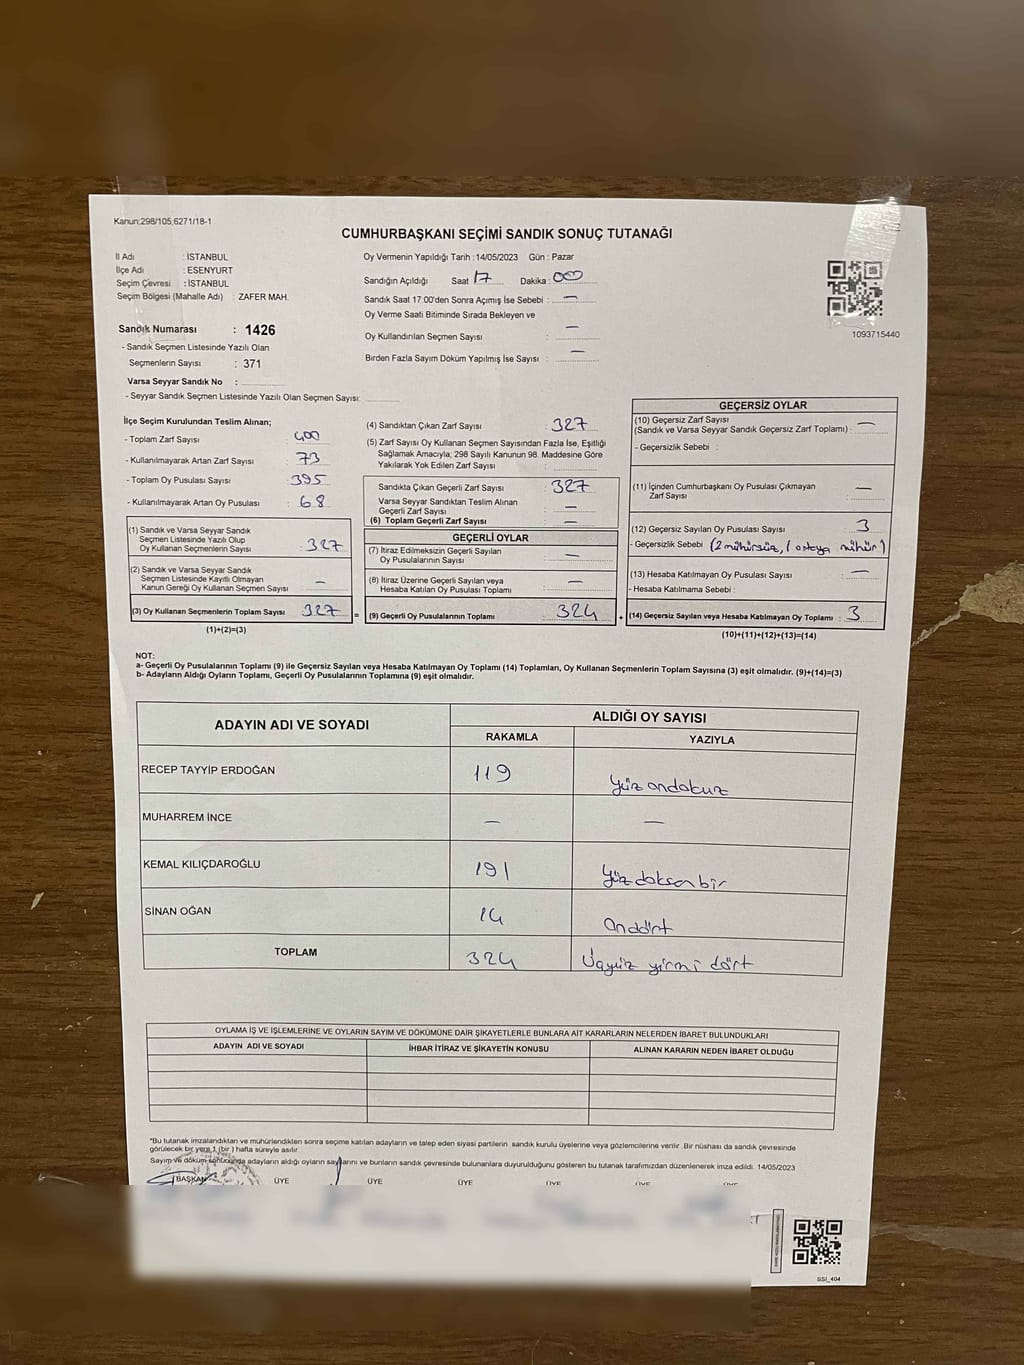 Kanun:298/105,6271/18-1
CUMHURBAŞKANI SEÇİMİ SANDIK SONUÇ TUTANAĞI
İl Adı : İSTANBUL
İlçe Adı : ESENYURT
Seçim Çevresi : İSTANBUL
Seçim Bölgesi (Mahalle Adı) : ZAFER MAH.
Sandık Numarası : 1426
- Sandık Seçmen Listesinde Yazılı Olan
Seçmenlerin Sayısı : 371
Varsa Seyyar Sandık No :
- Seyyar Sandık Seçmen Listesinde Yazılı Olan Seçmen Sayısı:
Oy Vermenin Yapıldığı Tarih : 14/05/2023 Gün : Pazar
Sandığın Açıldığı Saat 17 Dakika : 00
Sandık Saat 17:00'den Sonra Açımış İse Sebebi : —
Oy Verme Saati Bitiminde Sırada Bekleyen ve
Oy Kullandırılan Seçmen Sayısı : —
Birden Fazla Sayım Döküm Yapılmış İse Sayısı : —
1093715440
İlçe Seçim Kurulundan Teslim Alınan;
- Toplam Zarf Sayısı : 400
- Kullanılmayarak Artan Zarf Sayısı : 73
- Toplam Oy Pusulası Sayısı : 395
- Kullanılmayarak Artan Oy Pusulası : 68
(1) Sandık ve Varsa Seyyar Sandık
Seçmen Listesinde Yazılı Olup
Oy Kullanan Seçmenlerin Sayısı : 327
(2) Sandık ve Varsa Seyyar Sandık
Seçmen Listesinde Kayıtlı Olmayan
Kanun Gereği Oy Kullanan Seçmen Sayısı : —
(3) Oy Kullanan Seçmenlerin Toplam Sayısı : 327
(1)+(2)=(3)
(4) Sandıktan Çıkan Zarf Sayısı : 327
(5) Zarf Sayısı Oy Kullanan Seçmen Sayısından Fazla İse, Eşitliği
Sağlamak Amacıyla; 298 Sayılı Kanunun 98. Maddesine Göre
Yakılarak Yok Edilen Zarf Sayısı :
Sandıkta Çıkan Geçerli Zarf Sayısı : 327
Varsa Seyyar Sandıktan Teslim Alınan
Geçerli Zarf Sayısı : —
(6) Toplam Geçerli Zarf Sayısı : —
GEÇERLİ OYLAR
(7) İtiraz Edilmeksizin Geçerli Sayılan
Oy Pusulalarının Sayısı : —
(8) İtiraz Üzerine Geçerli Sayılan veya
Hesaba Katılan Oy Pusulası Toplamı : —
= (9) Geçerli Oy Pusulalarının Toplamı : 324
GEÇERSİZ OYLAR
(10) Geçersiz Zarf Sayısı
(Sandık ve Varsa Seyyar Sandık Geçersiz Zarf Toplamı) : —
- Geçersizlik Sebebi :
(11) İçinden Cumhurbaşkanı Oy Pusulası Çıkmayan
Zarf Sayısı : —
(12) Geçersiz Sayılan Oy Pusulası Sayısı : 3
- Geçersizlik Sebebi (2 mühürsüz, 1 ortaya mühür)
(13) Hesaba Katılmayan Oy Pusulası Sayısı : —
- Hesaba Katılmama Sebebi :
+ (14) Geçersiz Sayılan veya Hesaba Katılmayan Oy Toplamı : 3
(10)+(11)+(12)+(13)=(14)
NOT:
a- Geçerli Oy Pusulalarının Toplamı (9) ile Geçersiz Sayılan veya Hesaba Katılmayan Oy Toplamı (14) Toplamları, Oy Kullanan Seçmenlerin Toplam Sayısına (3) eşit olmalıdır. (9)+(14)=(3)
b- Adayların Aldığı Oyların Toplamı, Geçerli Oy Pusulalarının Toplamına (9) eşit olmalıdır.
ADAYIN ADI VE SOYADI ALDIĞI OY SAYISI
RAKAMLA YAZIYLA
RECEP TAYYİP ERDOĞAN 119 Yüz ondokuz
MUHARREM İNCE — —
KEMAL KILIÇDAROĞLU 191 Yüz doksan bir
SİNAN OĞAN 14 Ondört
TOPLAM 324 Üçyüz yirmi dört
OYLAMA İŞ VE İŞLEMLERİNE VE OYLARIN SAYIM VE DÖKÜMÜNE DAİR ŞİKAYETLERLE BUNLARA AİT KARARLARIN NELERDEN İBARET BULUNDUKLARI
ADAYIN ADI VE SOYADI İHBAR İTİRAZ VE ŞİKAYETİN KONUSU ALINAN KARARIN NEDEN İBARET OLDUĞU
*Bu tutanak imzalandıktan ve mühürlendikten sonra seçime katılan adayların ve talep eden siyasi partilerin sandık kurulu üyelerine veya gözlemcilerine verilir. Bir nüshası da sandık çevresinde
görülecek bir yere 1 (bir) hafta süreyle asılır.
Sayım ve döküm sonucunda adayların aldığı oyların sayılarını ve bunların sandık çevresinde bulunanlara duyurulduğunu gösteren bu tutanak tarafımızdan düzenlenerek imza edildi. 14/05/2023
BAŞKAN ÜYE ÜYE ÜYE ÜYE ÜYE ÜYE
SSİ_404